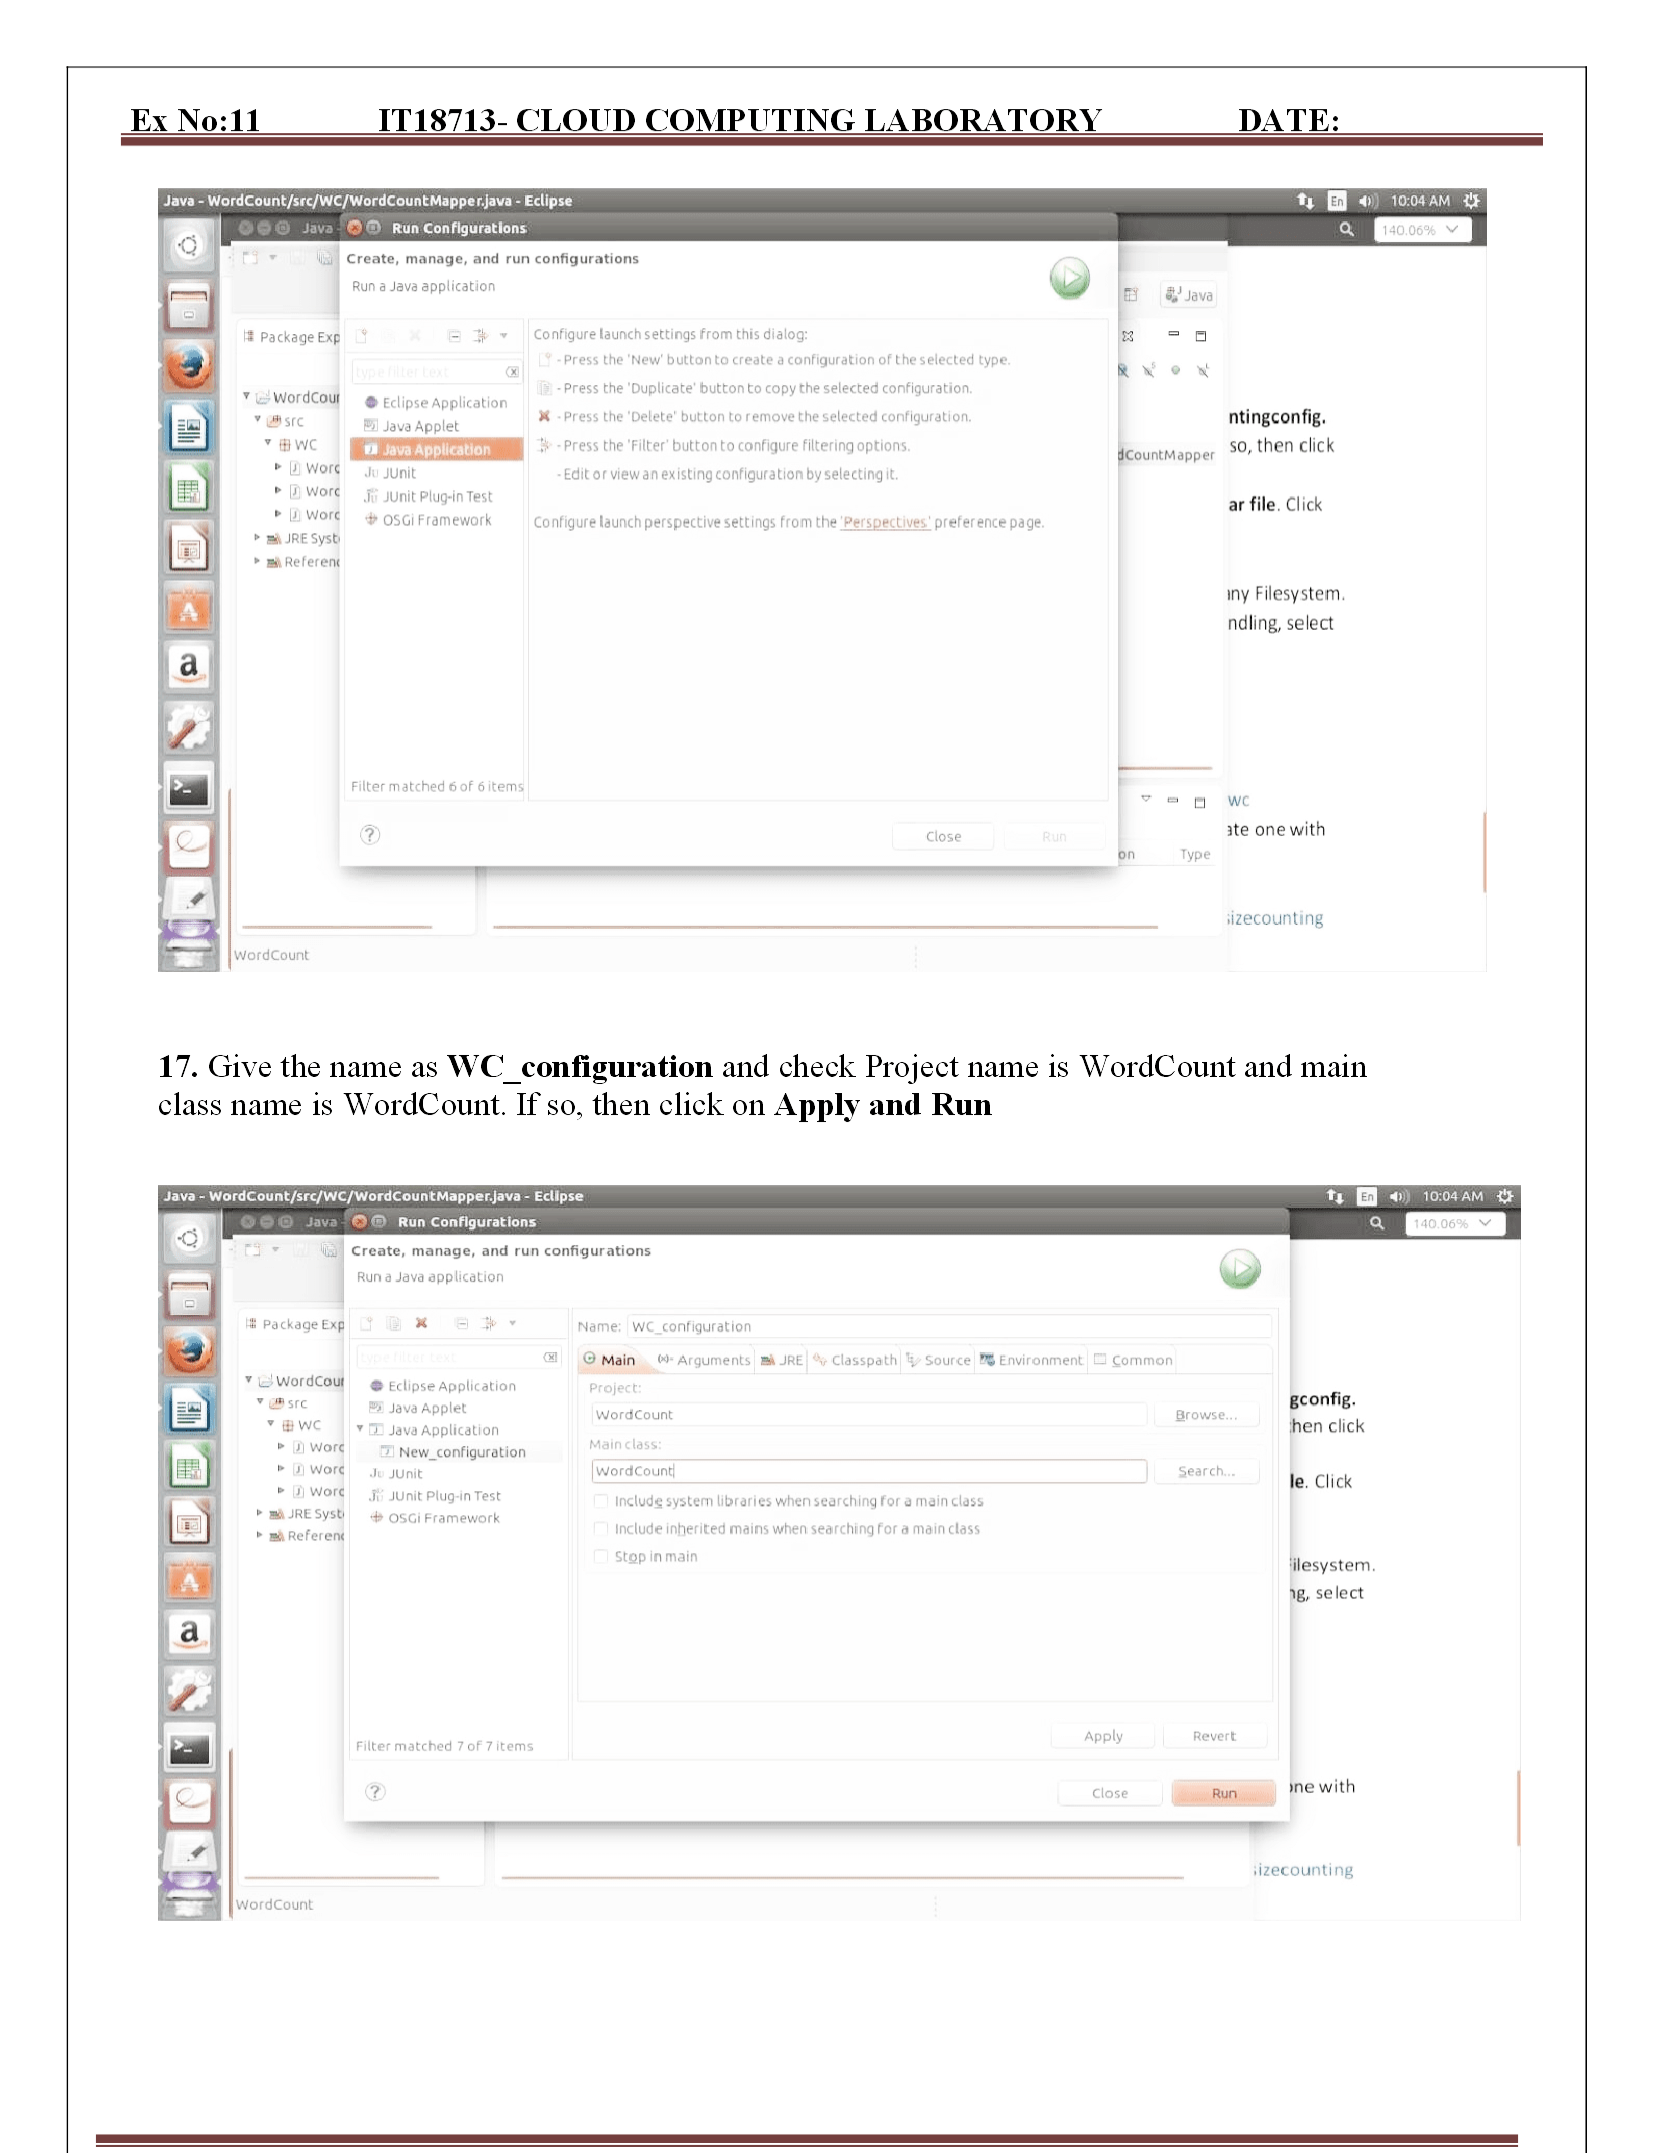 Ex No:11 IT18713- CLOUD COMPUTING LABORATORY DATE:
Java - WordCount/src/WC/WordCountMapper.java - Eclipse En 10:04 AM
Java Run Configurations 140.06%
Create, manage, and run configurations
Run a Java application
Java
Package Exp
Configure launch settings from this dialog:
- Press the 'New' button to create a configuration of the selected type.
type filter text
- Press the 'Duplicate' button to copy the selected configuration.
WordCour
Eclipse Application
src
Java Applet
- Press the 'Delete' button to remove the selected configuration.
ntingconfig.
WC
Java Application
- Press the 'Filter' button to configure filtering options.
so, then click
dCountMapper
Worc
JUnit
- Edit or view an existing configuration by selecting it.
Worc
JUnit Plug-in Test
Worc
OSGi Framework
Configure launch perspective settings from the 'Perspectives' preference page.
ar file. Click
JRE Syst
Referenc
any Filesystem.
ndling, select
Filter matched 6 of 6 items
WC
ate one with
? Close Run
on Type
sizecounting
WordCount
17. Give the name as WC_configuration and check Project name is WordCount and main
class name is WordCount. If so, then click on Apply and Run
Java - WordCount/src/WC/WordCountMapper.java - Eclipse En 10:04 AM
Java Run Configurations 140.06%
Create, manage, and run configurations
Run a Java application
Package Exp
Name: WC_configuration
type filter text
Main Arguments JRE Classpath Source Environment Common
WordCour
Eclipse Application
Project:
src
Java Applet
WordCount Browse...
gconfig.
WC
Java Application
hen click
Worc
New_configuration
Main class:
Worc
JUnit
WordCount Search...
le. Click
Worc
JUnit Plug-in Test
Include system libraries when searching for a main class
JRE Syst
OSGi Framework
Include inherited mains when searching for a main class
Referenc
Stop in main
ilesystem.
ng, select
Apply Revert
Filter matched 7 of 7 items
? Close Run
one with
sizecounting
WordCount